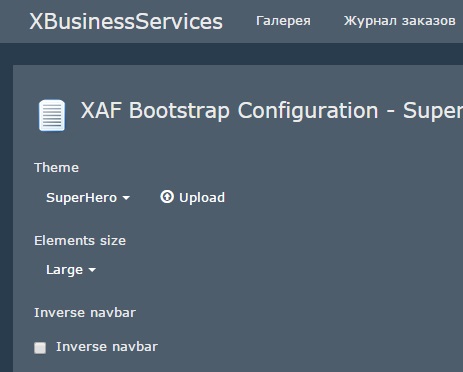 XBusinessServices Галерея Журнал заказов
XAF Bootstrap Configuration - Super
Theme
SuperHero Upload
Elements size
Large
Inverse navbar
Inverse navbar